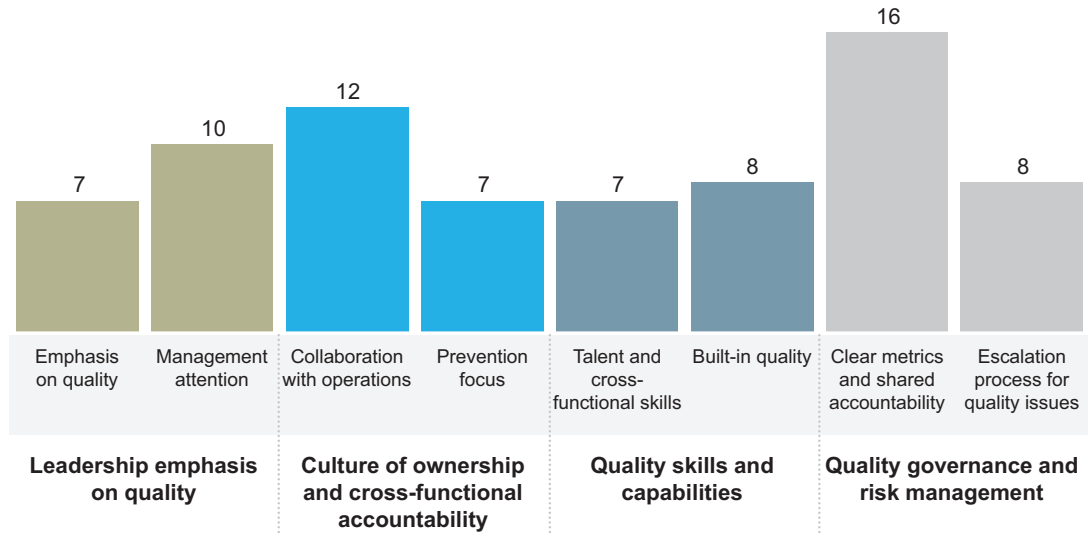 16
12
10
8
8
7
7
7
Emphasis
on quality
Management
attention
Collaboration
with operations
Prevention
focus
Talent and
cross-
functional skills
Built-in quality
Clear metrics
and shared
accountability
Escalation
process for
quality issues
Leadership emphasis
on quality
Culture of ownership
and cross-functional
accountability
Quality skills and
capabilities
Quality governance and
risk management